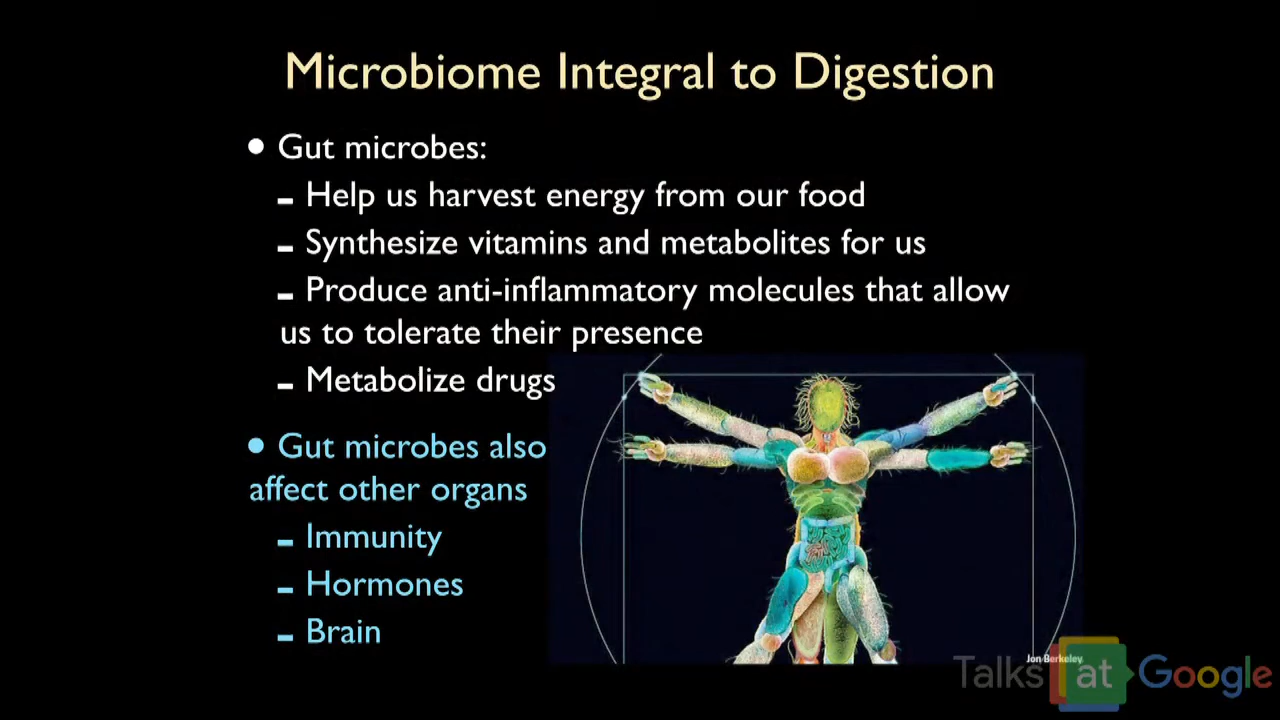 Microbiome Integral to Digestion
• Gut microbes:
- Help us harvest energy from our food
- Synthesize vitamins and metabolites for us
- Produce anti-inflammatory molecules that allow
us to tolerate their presence
- Metabolize drugs
• Gut microbes also
affect other organs
- Immunity
- Hormones
- Brain
Jon Berkeley
Talks at Google